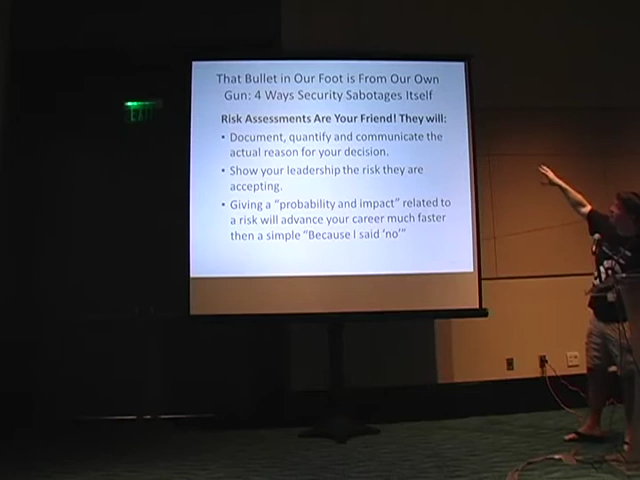 EXIT
That Bullet in Our Foot is From Our Own
Gun: 4 Ways Security Sabotages Itself
Risk Assessments Are Your Friend! They will:
• Document, quantify and communicate the
actual reason for your decision.
• Show your leadership the risk they are
accepting.
• Giving a “probability and impact” related to
a risk will advance your career much faster
then a simple “Because I said ‘no’”